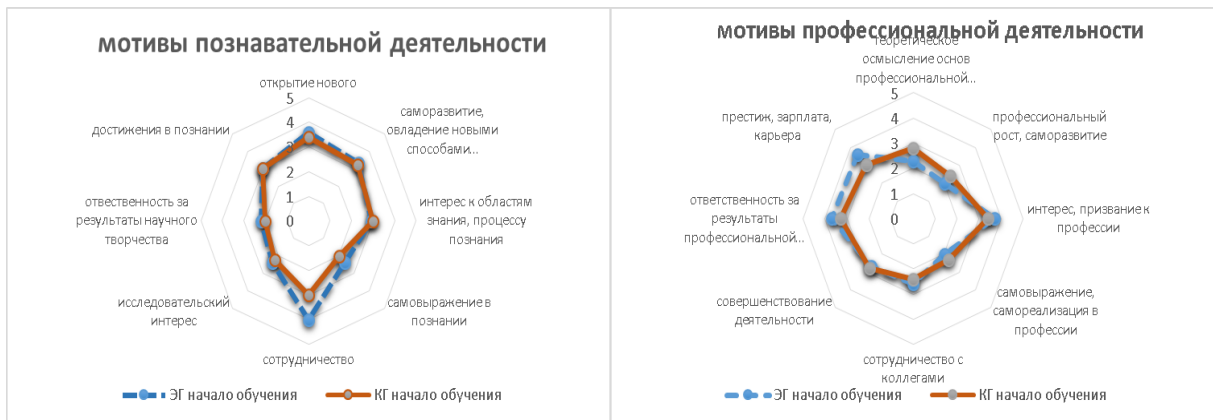 мотивы познавательной деятельности
открытие нового
5
4
3
2
1
0
саморазвитие,
овладение новыми
способами...
интерес к областям
знания, процессу
познания
самовыражение в
познании
сотрудничество
исследовательский
интерес
отвественность за
результаты научного
творчества
достижения в познании
ЭГ начало обучения
КГ начало обучения
мотивы профессиональной деятельности
теоретическое
осмысление основ
профессиональной...
5
4
3
2
1
0
профессиональный
рост, саморазвитие
интерес, призвание к
профессии
самовыражение,
самореализация в
профессии
сотрудничество с
коллегами
совершенствование
деятельности
ответственность за
результаты
профессиональной...
престиж, зарплата,
карьера
ЭГ начало обучения
КГ начало обучения